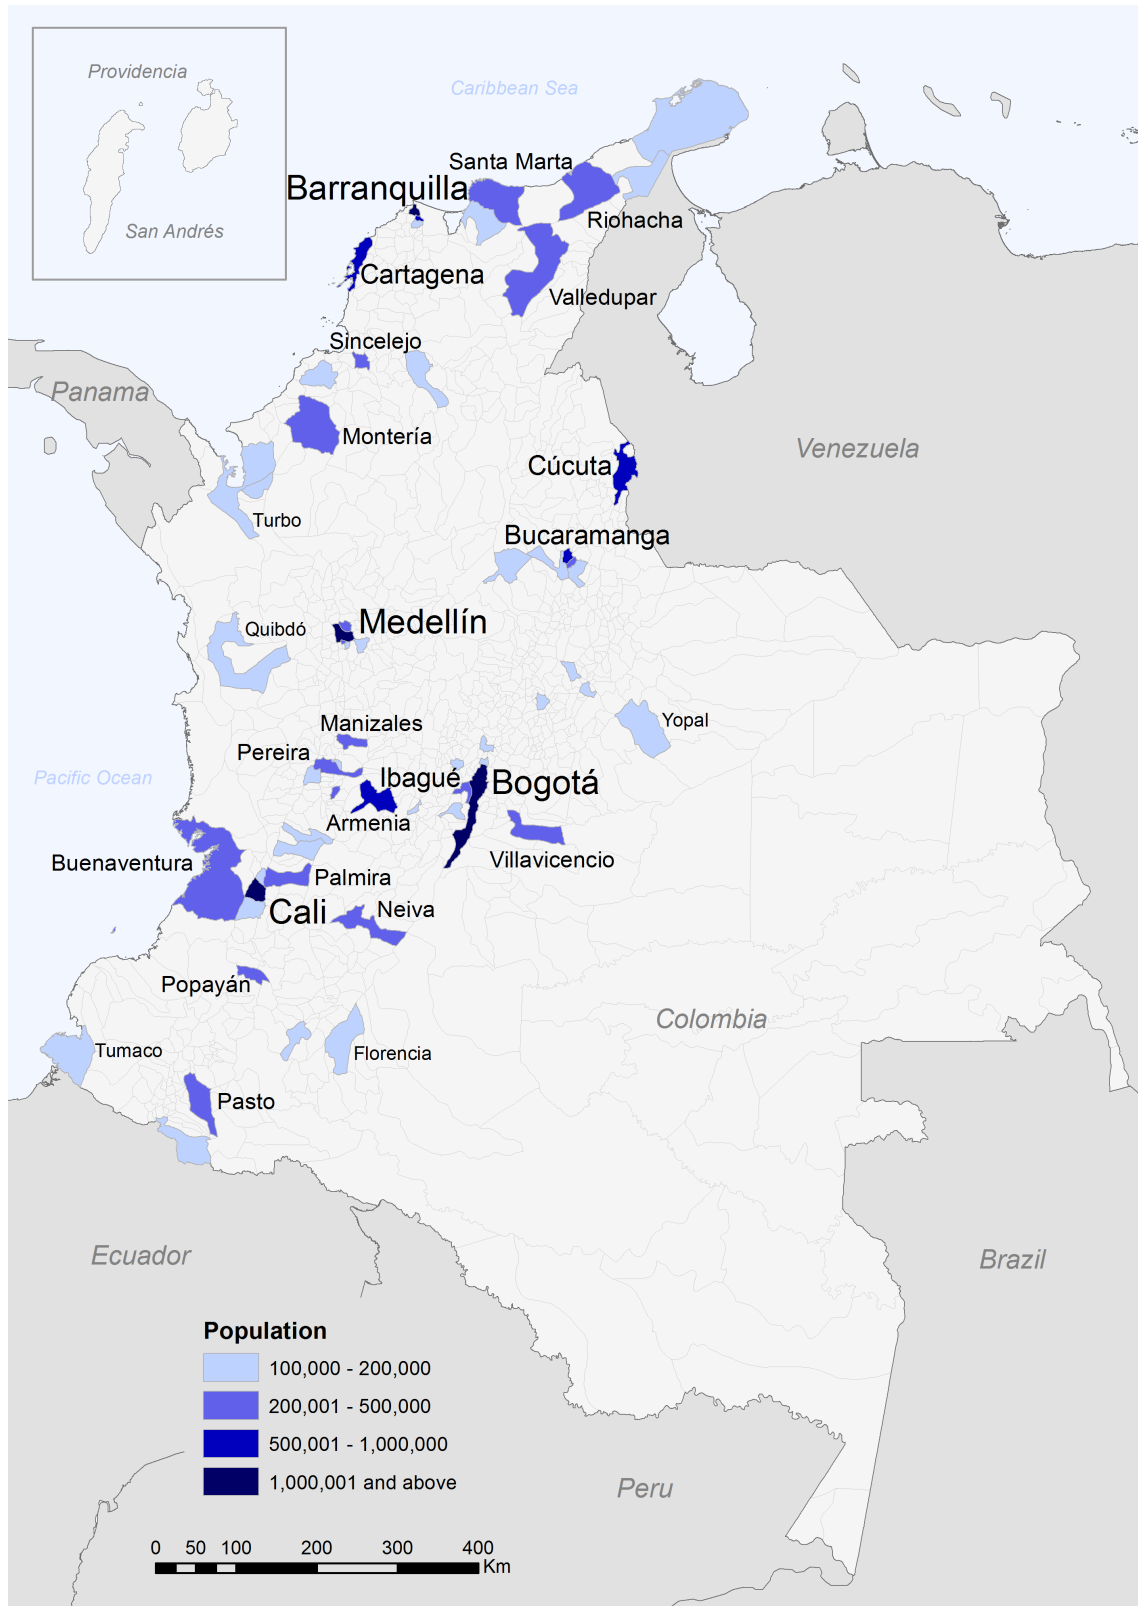 Providencia
Caribbean Sea
San Andrés
Santa Marta
Barranquilla
Riohacha
Cartagena
Valledupar
Sincelejo
Panama
Montería
Venezuela
Cúcuta
Turbo
Bucaramanga
Medellín
Quibdó
Manizales
Yopal
Pereira
Pacific Ocean
Ibagué
Bogotá
Armenia
Buenaventura
Villavicencio
Palmira
Cali
Neiva
Popayán
Colombia
Tumaco
Florencia
Pasto
Ecuador
Brazil
Population
100,000 - 200,000
200,001 - 500,000
500,001 - 1,000,000
1,000,001 and above
Peru
0 50 100 200 300 400
Km